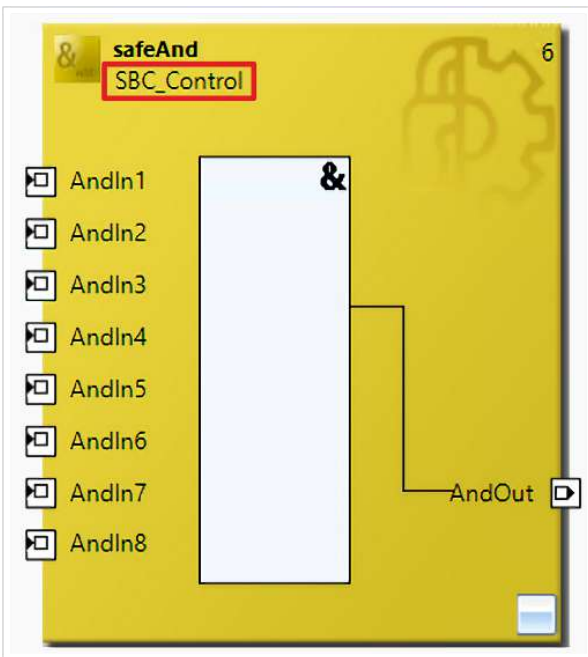 & safeAnd 6
SBC_Control
&
AndIn1
AndIn2
AndIn3
AndIn4
AndIn5
AndIn6
AndIn7
AndIn8
AndOut